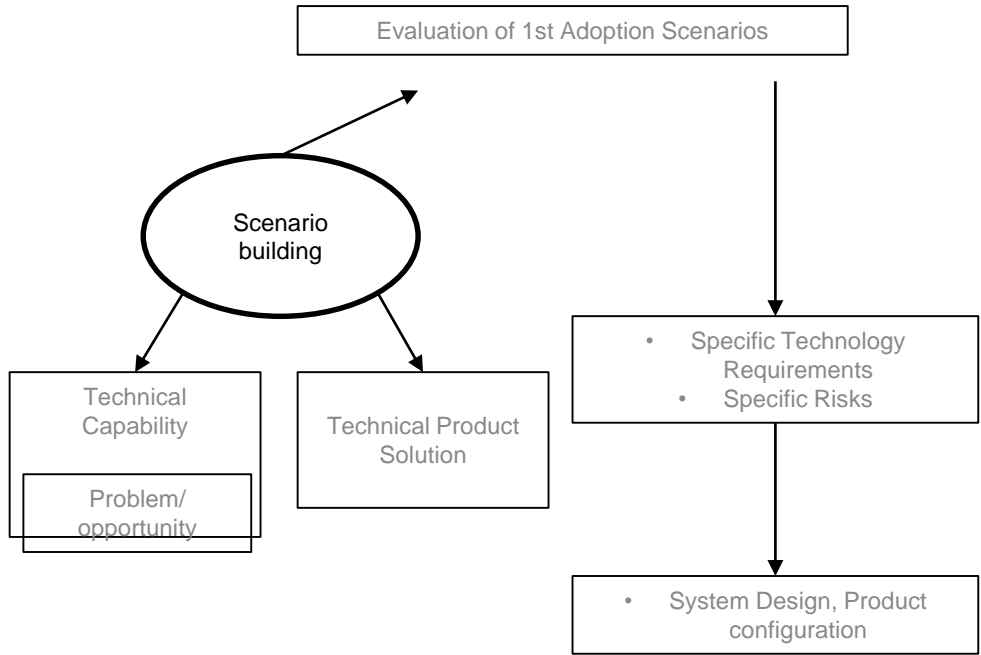 Evaluation of 1st Adoption Scenarios
Scenario
building
Technical
Capability
Problem/
opportunity
Technical Product
Solution
• Specific Technology
Requirements
• Specific Risks
• System Design, Product
configuration